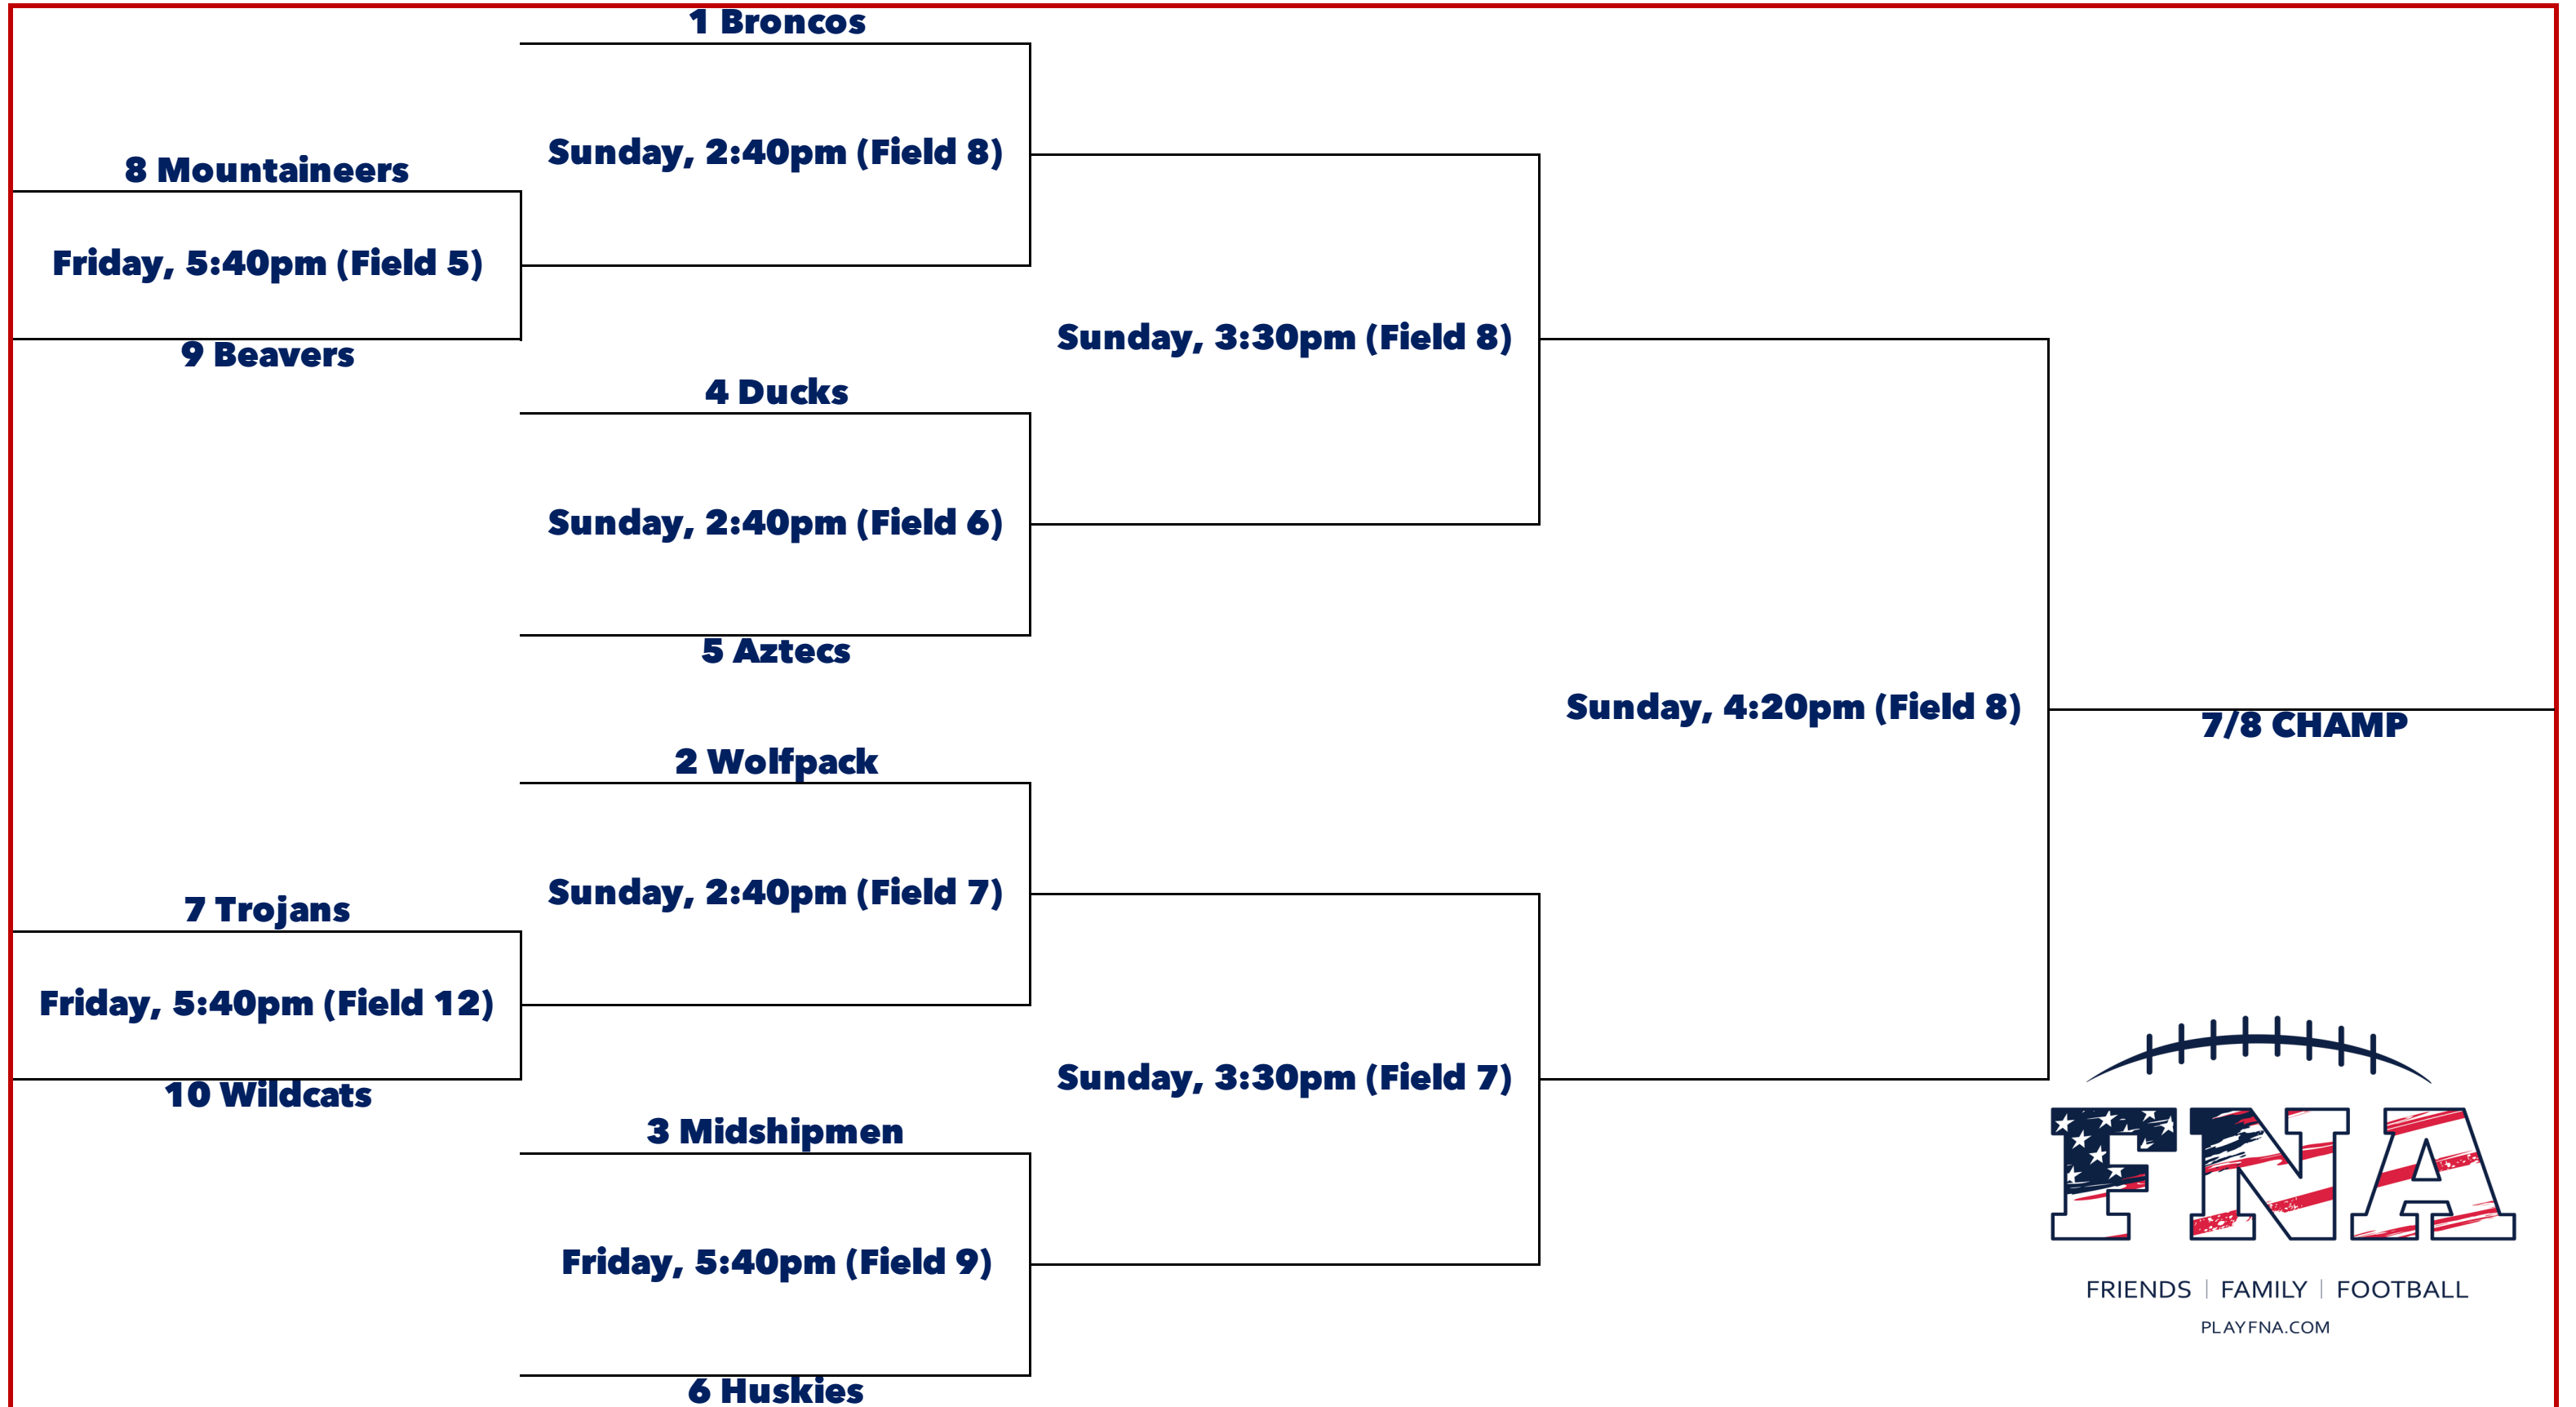 1 Broncos
Sunday, 2:40pm (Field 8)
8 Mountaineers
Friday, 5:40pm (Field 5)
9 Beavers
Sunday, 3:30pm (Field 8)
4 Ducks
Sunday, 2:40pm (Field 6)
5 Aztecs
Sunday, 4:20pm (Field 8)
7/8 CHAMP
2 Wolfpack
Sunday, 2:40pm (Field 7)
7 Trojans
Friday, 5:40pm (Field 12)
10 Wildcats
Sunday, 3:30pm (Field 7)
3 Midshipmen
Friday, 5:40pm (Field 9)
6 Huskies
FNA
FRIENDS | FAMILY | FOOTBALL
PLAYFNA.COM